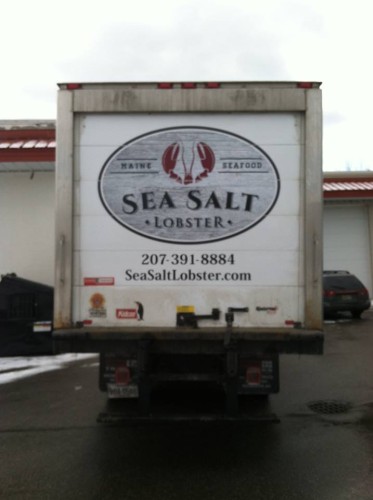 MAINE SEAFOOD
SEA SALT
• LOBSTER •
207-391-8884
SeaSaltLobster.com